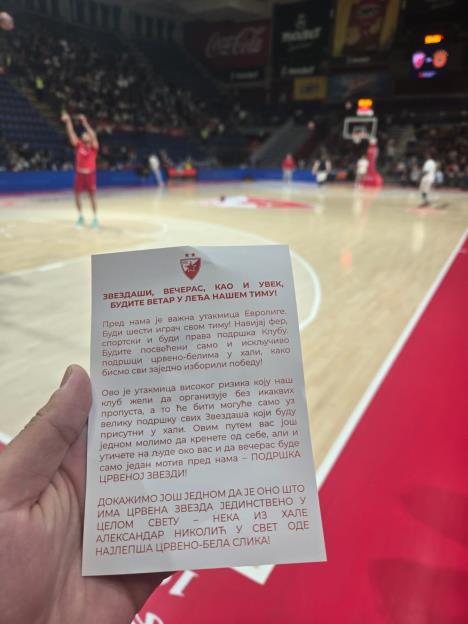 Coca-Cola
ЗВЕЗДАШИ, ВЕЧЕРАС, КАО И УВЕК,
БУДИТЕ ВЕТАР У ЛЕЂА НАШЕМ ТИМУ!
Пред нама је важна утакмица Евролиге.
Буди шести играч свом тиму! Навијај фер,
спортски и буди права подршка Клубу.
Будите посвећени само и искључиво
подршци црвено-белима у хали, како
бисмо сви заједно изборили победу!
Ово је утакмица високог ризика коју наш
клуб жели да организује без икаквих
пропуста, а то ће бити могуће само уз
велику подршку свих Звездаша који буду
присутни у хали. Овим путем вас још
једном молимо да кренете од себе, али и
утичете на људе око вас и да вечерас буде
само један мотив пред нама – ПОДРШКА
ЦРВЕНОЈ ЗВЕЗДИ!
ДОКАЖИМО ЈОШ ЈЕДНОМ ДА ЈЕ ОНО ШТО
ИМА ЦРВЕНА ЗВЕЗДА ЈЕДИНСТВЕНО У
ЦЕЛОМ СВЕТУ – НЕКА ИЗ ХАЛЕ
АЛЕКСАНДАР НИКОЛИЋ У СВЕТ ОДЕ
НАЈЛЕПША ЦРВЕНО-БЕЛА СЛИКА!